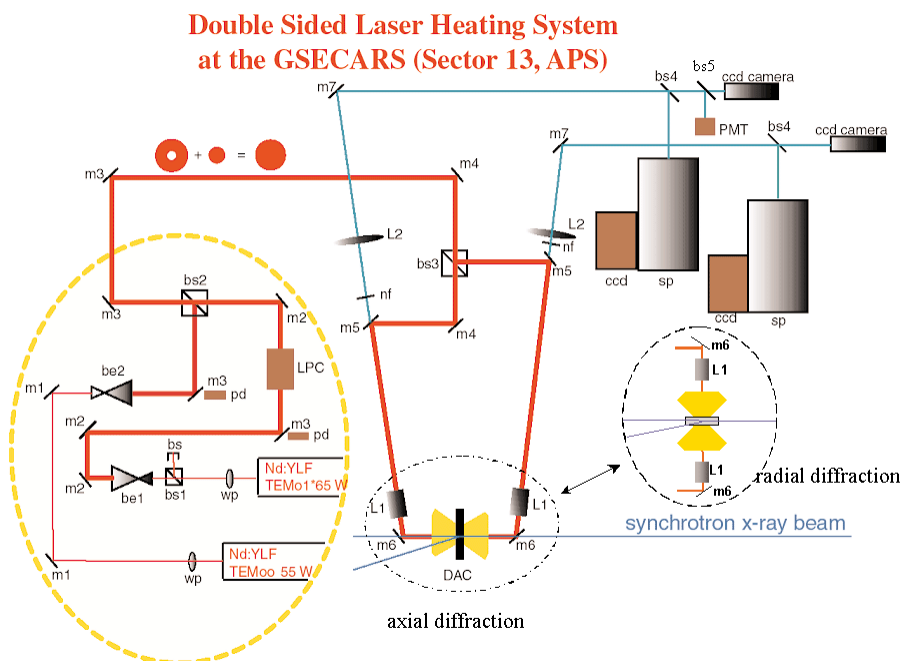 Double Sided Laser Heating System
at the GSECARS (Sector 13, APS)
m7
bs4
bs5
ccd camera
PMT
m7
bs4
ccd camera
+ =
m3
m4
L2
L2
nf
bs3
m5
ccd
sp
bs2
nf
ccd
sp
m3
m2
m5
m4
m6
LPC
L1
be2
m1
m3
pd
m2
m3
pd
bs
L1
radial diffraction
Nd:YLF
m2
be1
bs1
wp
TEMo1*65 W
m6
L1
L1
synchrotron x-ray beam
m6
m6
Nd:YLF
m1
wp
TEMoo 55 W
DAC
axial diffraction